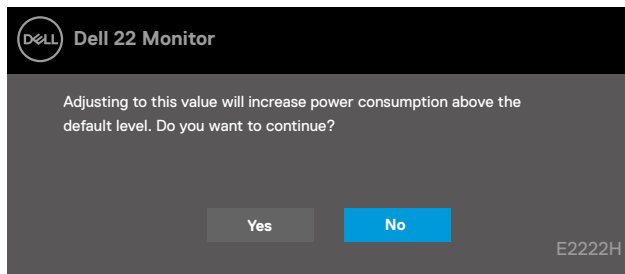 DELL Dell 22 Monitor
Adjusting to this value will increase power consumption above the
default level. Do you want to continue?
Yes No
E2222H